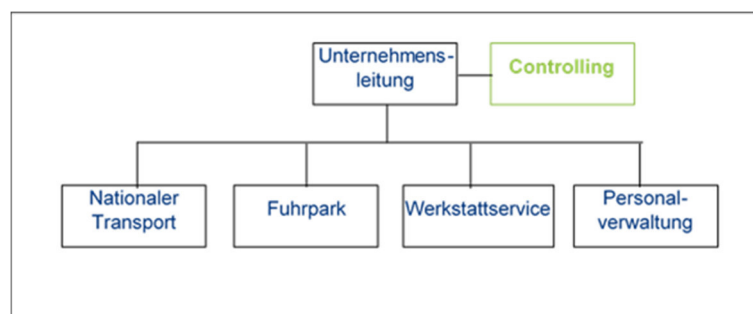 Unternehmens-
leitung
Controlling
Nationaler
Transport
Fuhrpark
Werkstattservice
Personal-
verwaltung